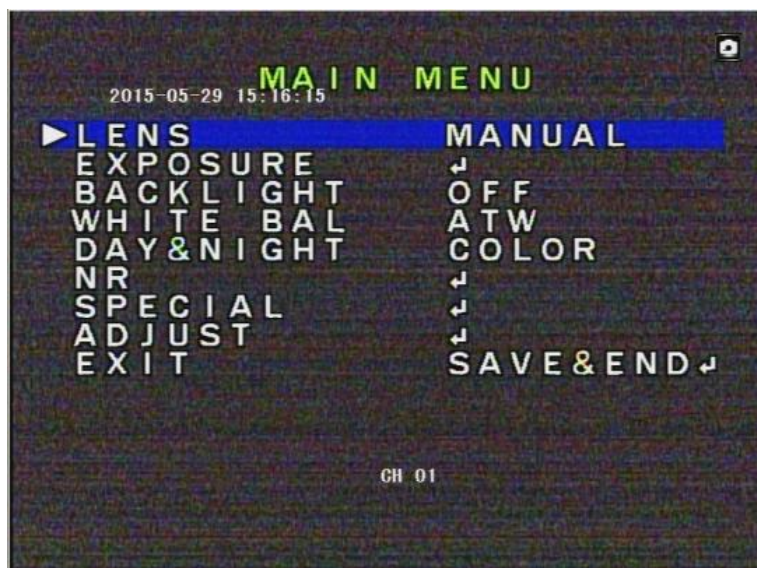 MAIN MENU
2015-05-29 15:16:15
▶LENS MANUAL
EXPOSURE ↲
BACKLIGHT OFF
WHITE BAL ATW
DAY&NIGHT COLOR
NR ↲
SPECIAL ↲
ADJUST ↲
EXIT SAVE&END↲
CH 01